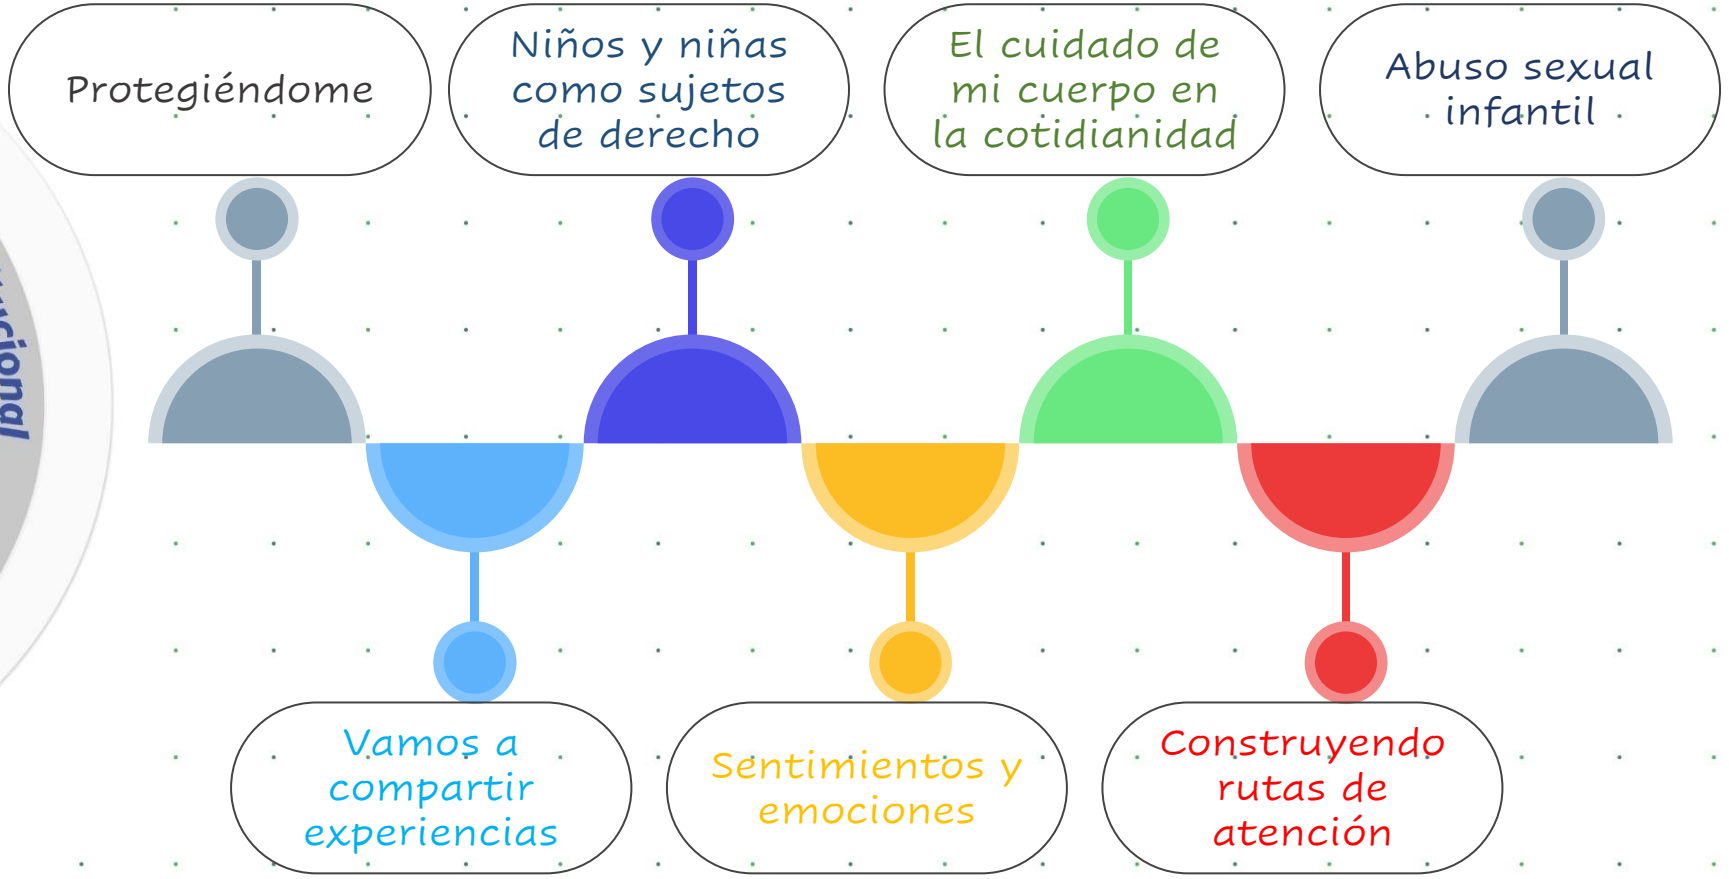 Protegiéndome
Niños y niñas
como sujetos
de derecho
El cuidado de
mi cuerpo en
la cotidianidad
Abuso sexual
infantil
Vamos a
compartir
experiencias
Sentimientos y
emociones
Construyendo
rutas de
atención